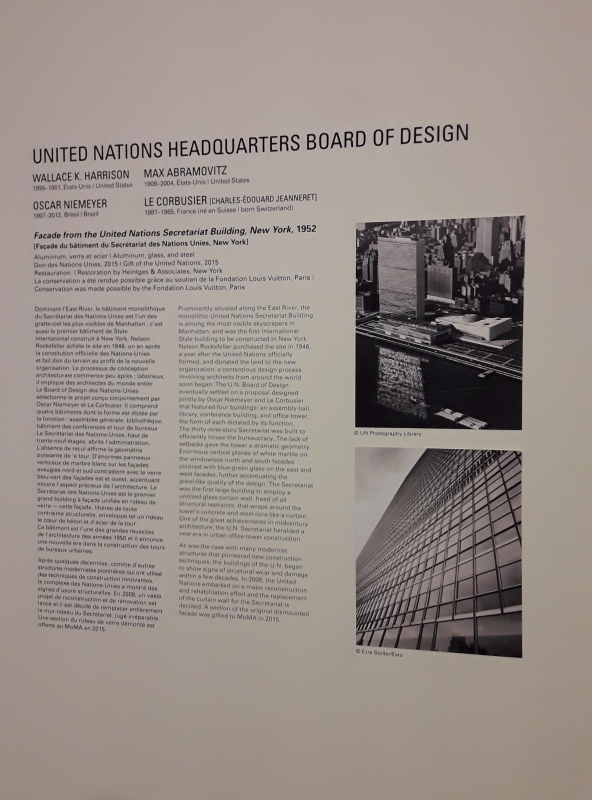 UNITED NATIONS HEADQUARTERS BOARD OF DESIGN
WALLACE K. HARRISON
1895–1981, États-Unis | United States
MAX ABRAMOVITZ
1908–2004, États-Unis | United States
OSCAR NIEMEYER
1907–2012, Brésil | Brazil
LE CORBUSIER [CHARLES-ÉDOUARD JEANNERET]
1887–1965, France (né en Suisse | born Switzerland)
Facade from the United Nations Secretariat Building, New York, 1952
[Façade du bâtiment du Secrétariat des Nations Unies, New York]
Aluminium, verre et acier | Aluminum, glass, and steel
Don des Nations Unies, 2015 | Gift of the United Nations, 2015
Restauration | Restoration by Heintges & Associates, New York
La conservation a été rendue possible grâce au soutien de la Fondation Louis Vuitton, Paris |
Conservation was made possible by the Fondation Louis Vuitton, Paris
Dominant l'East River, le bâtiment monolithique
du Secrétariat des Nations Unies est l'un des
gratte-ciel les plus visibles de Manhattan ; c'est
aussi le premier bâtiment de Style
international construit à New York. Nelson
Rockefeller achète le site en 1946, un an après
la constitution officielle des Nations-Unies
et fait don du terrain au profit de la nouvelle
organisation. Le processus de conception
architecturale commence peu après ; laborieux,
il implique des architectes du monde entier.
Le Board of Design des Nations-Unies
sélectionne le projet conçu conjointement par
Oscar Niemeyer et Le Corbusier. Il comprend
quatre bâtiments dont la forme est dictée par
la fonction : assemblée générale, bibliothèque,
bâtiment des conférences et tour de bureaux.
Le Secrétariat des Nations-Unies, haut de
trente-neuf étages, abrite l'administration.
L'absence de recul affirme la géométrie
puissante de la tour. D'énormes panneaux
verticaux de marbre blanc sur les façades
aveugles nord et sud contrastent avec le verre
bleu-vert des façades est et ouest, accentuant
encore l'aspect précieux de l'architecture. Le
Secrétariat des Nations-Unies est le premier
grand building à façade unifiée en rideau de
verre — cette façade, libérée de toute
contrainte structurelle, enveloppe tel un rideau
le cœur de béton et d'acier de la tour.
Ce bâtiment est l'une des grandes réussites
de l'architecture des années 1950 et il annonce
une nouvelle ère dans la construction des tours
de bureaux urbaines.
Après quelques décennies, comme d'autres
structures modernistes pionnières qui ont utilisé
des techniques de construction innovantes,
le complexe des Nations-Unies a montré des
signes d'usure structurelles. En 2008, un vaste
projet de reconstruction et de rénovation est
lancé et il est décidé de remplacer entièrement
le mur-rideau du Secrétariat, jugé irréparable.
Une section du rideau de verre démonté est
offerte au MoMA en 2015.
Prominently situated along the East River, the
monolithic United Nations Secretariat Building
is among the most visible skyscrapers in
Manhattan, and was the first International
Style building to be constructed in New York.
Nelson Rockefeller purchased the site in 1946,
a year after the United Nations officially
formed, and donated the land to the new
organization; a contentious design process
involving architects from around the world
soon began. The U.N. Board of Design
eventually settled on a proposal designed
jointly by Oscar Niemeyer and Le Corbusier
that featured four buildings: an assembly hall,
library, conference building, and office tower,
the form of each dictated by its function.
The thirty-nine-story Secretariat was built to
efficiently house the bureaucracy. The lack of
setbacks gave the tower a dramatic geometry.
Enormous vertical planes of white marble on
the windowless north and south facades
contrast with blue-green glass on the east and
west facades, further accentuating the
jewel-like quality of the design. The Secretariat
was the first large building to employ a
unitized glass curtain wall, freed of all
structural restraints, that wraps around the
tower's concrete-and-steel core like a curtain.
One of the great achievements in midcentury
architecture, the U.N. Secretariat heralded a
new era in urban office tower construction.
As was the case with many modernist
structures that pioneered new construction
techniques, the buildings of the U.N. began
to show signs of structural wear and damage
within a few decades. In 2008, the United
Nations embarked on a major reconstruction
and rehabilitation effort and the replacement
of the curtain wall for the Secretariat is
decided. A section of the original dismounted
facade was gifted to MoMA in 2015.
© UN Photography Library
© Ezra Stoller/Esto